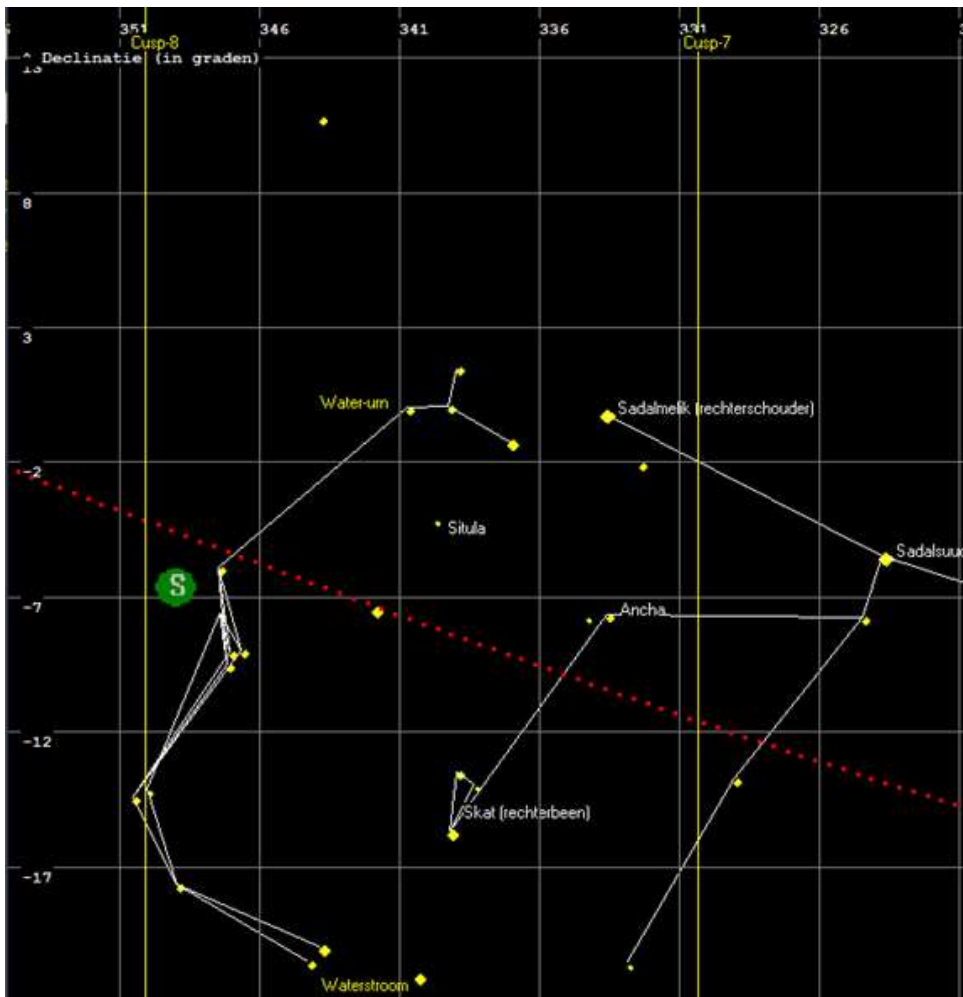 351 346 341 336 331 326
Cusp-8 Cusp-7
^ Declinatie (in graden)
13
8
3
Water-urn
Sadalmelik (rechterschouder)
-2
Situla
Sadalsuud
S
-7
Ancha
-12
Skat (rechterbeen)
-17
Waterstroom